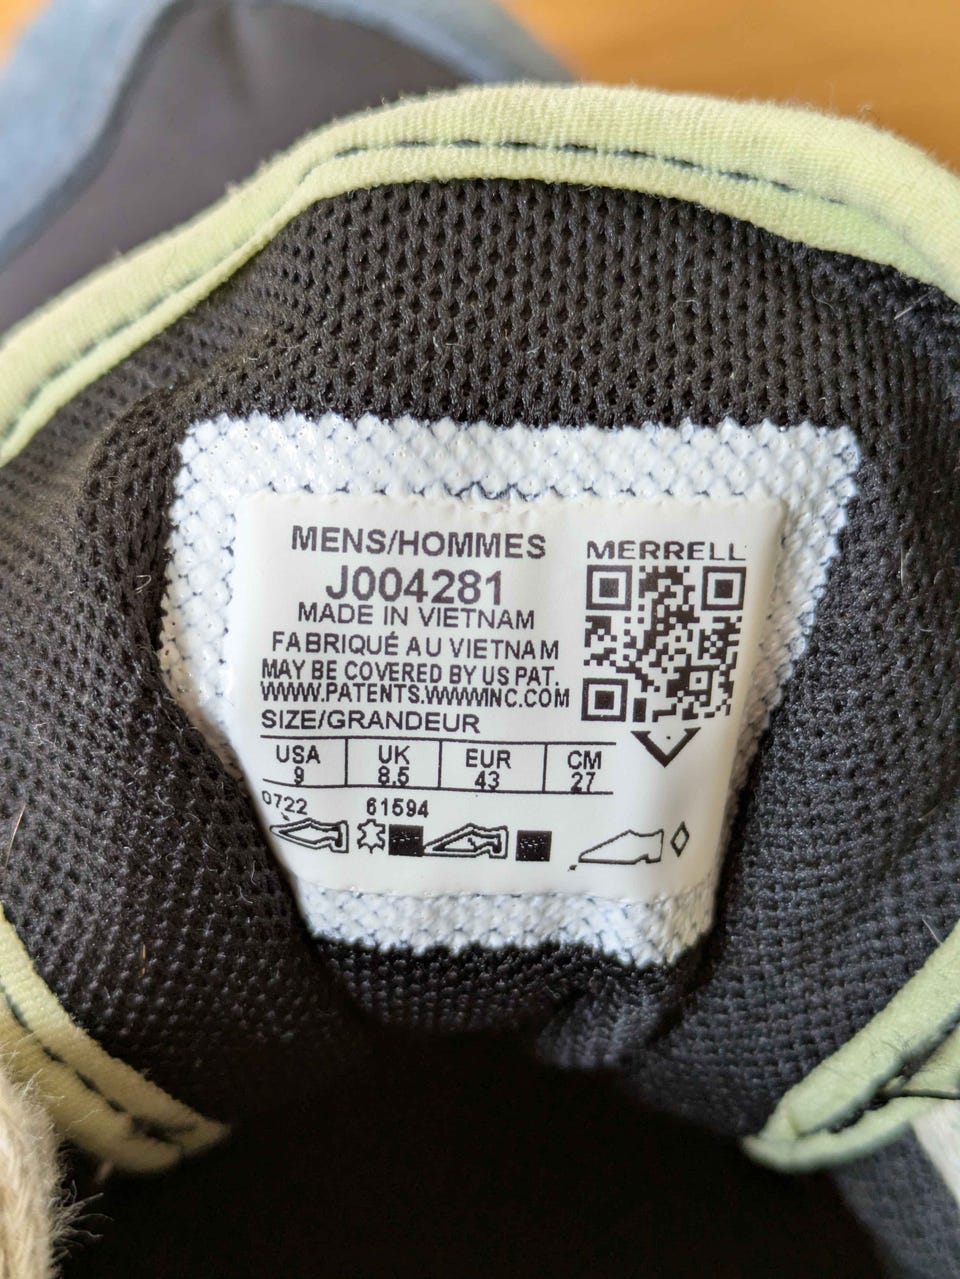 MENS/HOMMES
J004281
MADE IN VIETNAM
FABRIQUÉ AU VIETNAM
MAY BE COVERED BY US PAT.
WWW.PATENTS.WWWINC.COM
SIZE/GRANDEUR
USA UK EUR CM
9 8.5 43 27
0722 61594
MERRELL